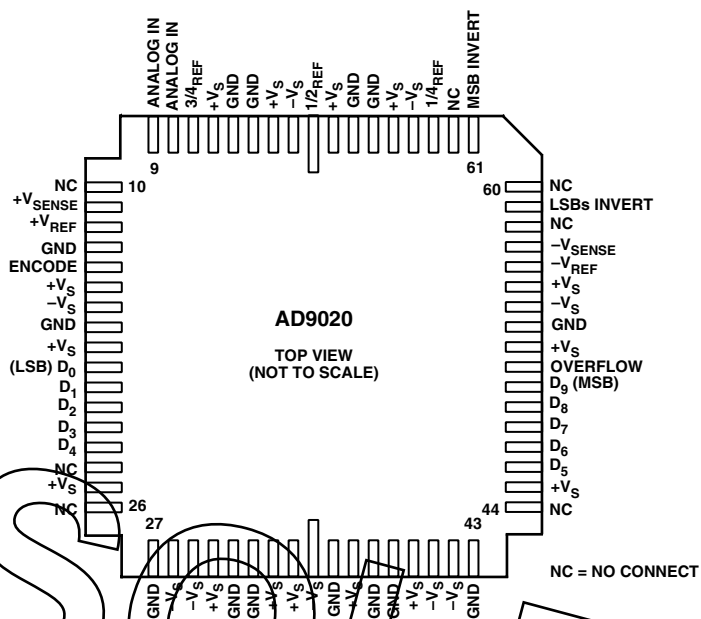 ANALOG IN
ANALOG IN
3/4REF
+VS
GND
GND
+VS
–VS
1/2REF
+VS
GND
GND
+VS
–VS
1/4REF
NC
MSB INVERT
9
61
10
60
NC
+VSENSE
+VREF
GND
ENCODE
+VS
–VS
GND
+VS
(LSB) D0
D1
D2
D3
D4
NC
+VS
NC
AD9020
TOP VIEW
(NOT TO SCALE)
NC
LSBs INVERT
NC
–VSENSE
–VREF
+VS
–VS
GND
+VS
OVERFLOW
D9 (MSB)
D8
D7
D6
D5
+VS
NC
26
44
27
43
GND
–VS
–VS
+VS
GND
GND
+VS
+VS
GND
+VS
GND
GND
+VS
–VS
–VS
GND
NC = NO CONNECT